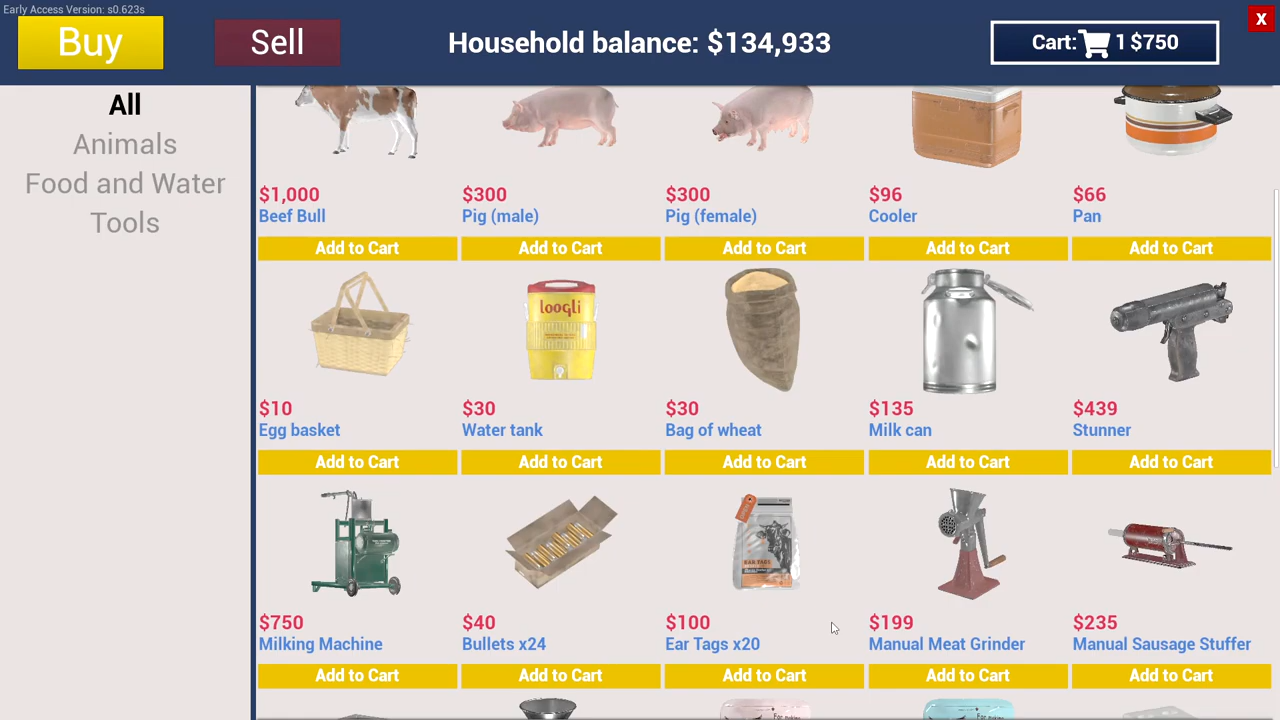 Early Access Version: s0.623s
Buy
Sell
Household balance: $134,933
Cart: 1 $750
X
All
Animals
Food and Water
Tools
$1,000
Beef Bull
Add to Cart
$300
Pig (male)
Add to Cart
$300
Pig (female)
Add to Cart
$96
Cooler
Add to Cart
$66
Pan
Add to Cart
$10
Egg basket
Add to Cart
loogli
$30
Water tank
Add to Cart
$30
Bag of wheat
Add to Cart
$135
Milk can
Add to Cart
$439
Stunner
Add to Cart
$750
Milking Machine
Add to Cart
$40
Bullets x24
Add to Cart
EAR TAGS
$100
Ear Tags x20
Add to Cart
$199
Manual Meat Grinder
Add to Cart
$235
Manual Sausage Stuffer
Add to Cart
For making
For making